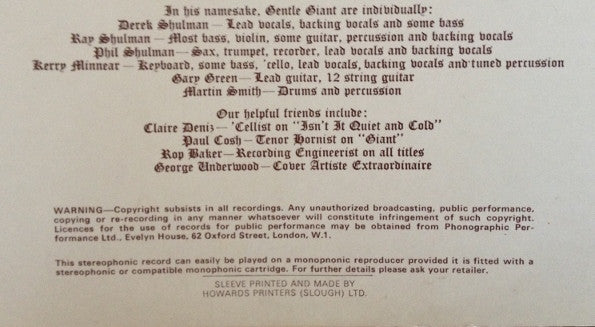 In his namesake, Gentle Giant are individually:
Derek Shulman — Lead vocals, backing vocals and some bass
Ray Shulman — Most bass, violin, some guitar, percussion and backing vocals
Phil Shulman — Sax, trumpet, recorder, lead vocals and backing vocals
Kerry Minnear — Keyboard, some bass, 'cello, lead vocals, backing vocals and tuned percussion
Gary Green — Lead guitar, 12 string guitar
Martin Smith — Drums and percussion
Our helpful friends include:
Claire Deniz — 'Cellist on "Isn't It Quiet and Cold"
Paul Cosh — Tenor Hornist on "Giant"
Roy Baker — Recording Engineerist on all titles
George Underwood — Cover Artiste Extraordinaire
WARNING—Copyright subsists in all recordings. Any unauthorized broadcasting, public performance,
copying or re-recording in any manner whatsoever will constitute infringement of such copyright.
Licences for the use of records for public performance may be obtained from Phonographic Per-
formance Ltd., Evelyn House, 62 Oxford Street, London, W.1.
This stereophonic record can easily be played on a monopnonic reproducer provided it is fitted with a
stereophonic or compatible monophonic cartridge. For further details please ask your retailer.
SLEEVE PRINTED AND MADE BY
HOWARDS PRINTERS (SLOUGH) LTD.